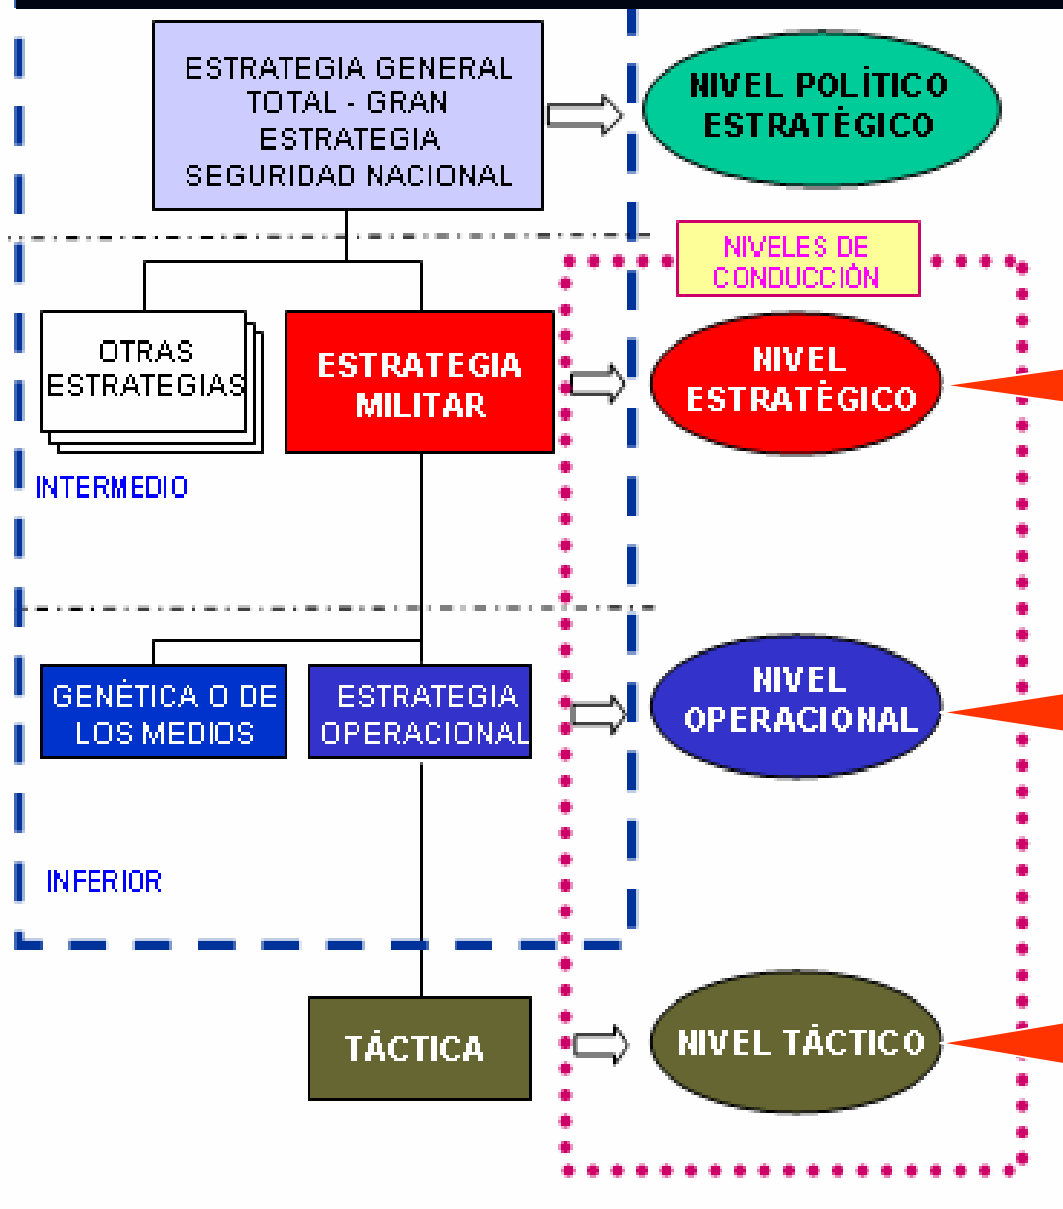 ESTRATEGIA GENERAL
TOTAL - GRAN
ESTRATEGIA
SEGURIDAD NACIONAL
NIVEL POLÍTICO
ESTRATÉGICO
NIVELES DE
CONDUCCIÓN
OTRAS
ESTRATEGIAS
ESTRATEGIA
MILITAR
NIVEL
ESTRATÉGICO
INTERMEDIO
GENÉTICA O DE
LOS MEDIOS
ESTRATEGIA
OPERACIONAL
NIVEL
OPERACIONAL
INFERIOR
TÁCTICA
NIVEL TÁCTICO